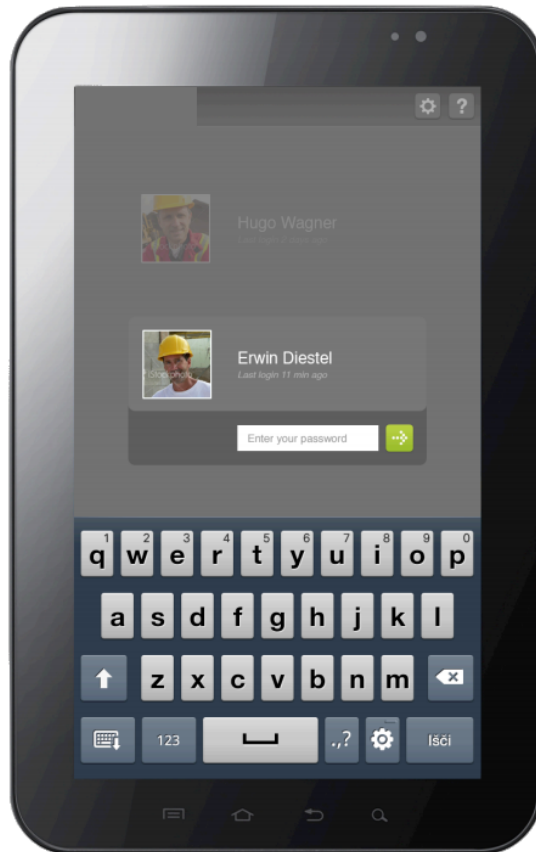 ?
Hugo Wagner
Erwin Diestel
Last login 11 min ago
Enter your password
1 2 3 4 5 6 7 8 9 0
q w e r t y u i o p
a s d f g h j k l
z x c v b n m
123 .,? Išči